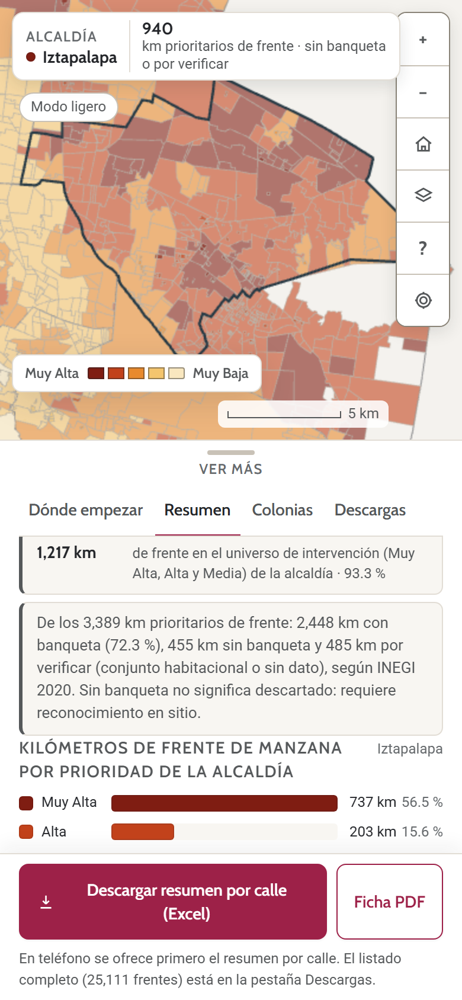 ALCALDÍA
Iztapalapa
940
km prioritarios de frente · sin banqueta
o por verificar
+
−
?
Modo ligero
Muy Alta
Muy Baja
5 km
VER MÁS
Dónde empezar
Resumen
Colonias
Descargas
1,217 km
de frente en el universo de intervención (Muy
Alta, Alta y Media) de la alcaldía · 93.3 %
De los 3,389 km prioritarios de frente: 2,448 km con
banqueta (72.3 %), 455 km sin banqueta y 485 km por
verificar (conjunto habitacional o sin dato), según INEGI
2020. Sin banqueta no significa descartado: requiere
reconocimiento en sitio.
KILÓMETROS DE FRENTE DE MANZANA
POR PRIORIDAD DE LA ALCALDÍA
Iztapalapa
Muy Alta 737 km 56.5 %
Alta 203 km 15.6 %
Descargar resumen por calle
(Excel)
Ficha PDF
En teléfono se ofrece primero el resumen por calle. El listado
completo (25,111 frentes) está en la pestaña Descargas.